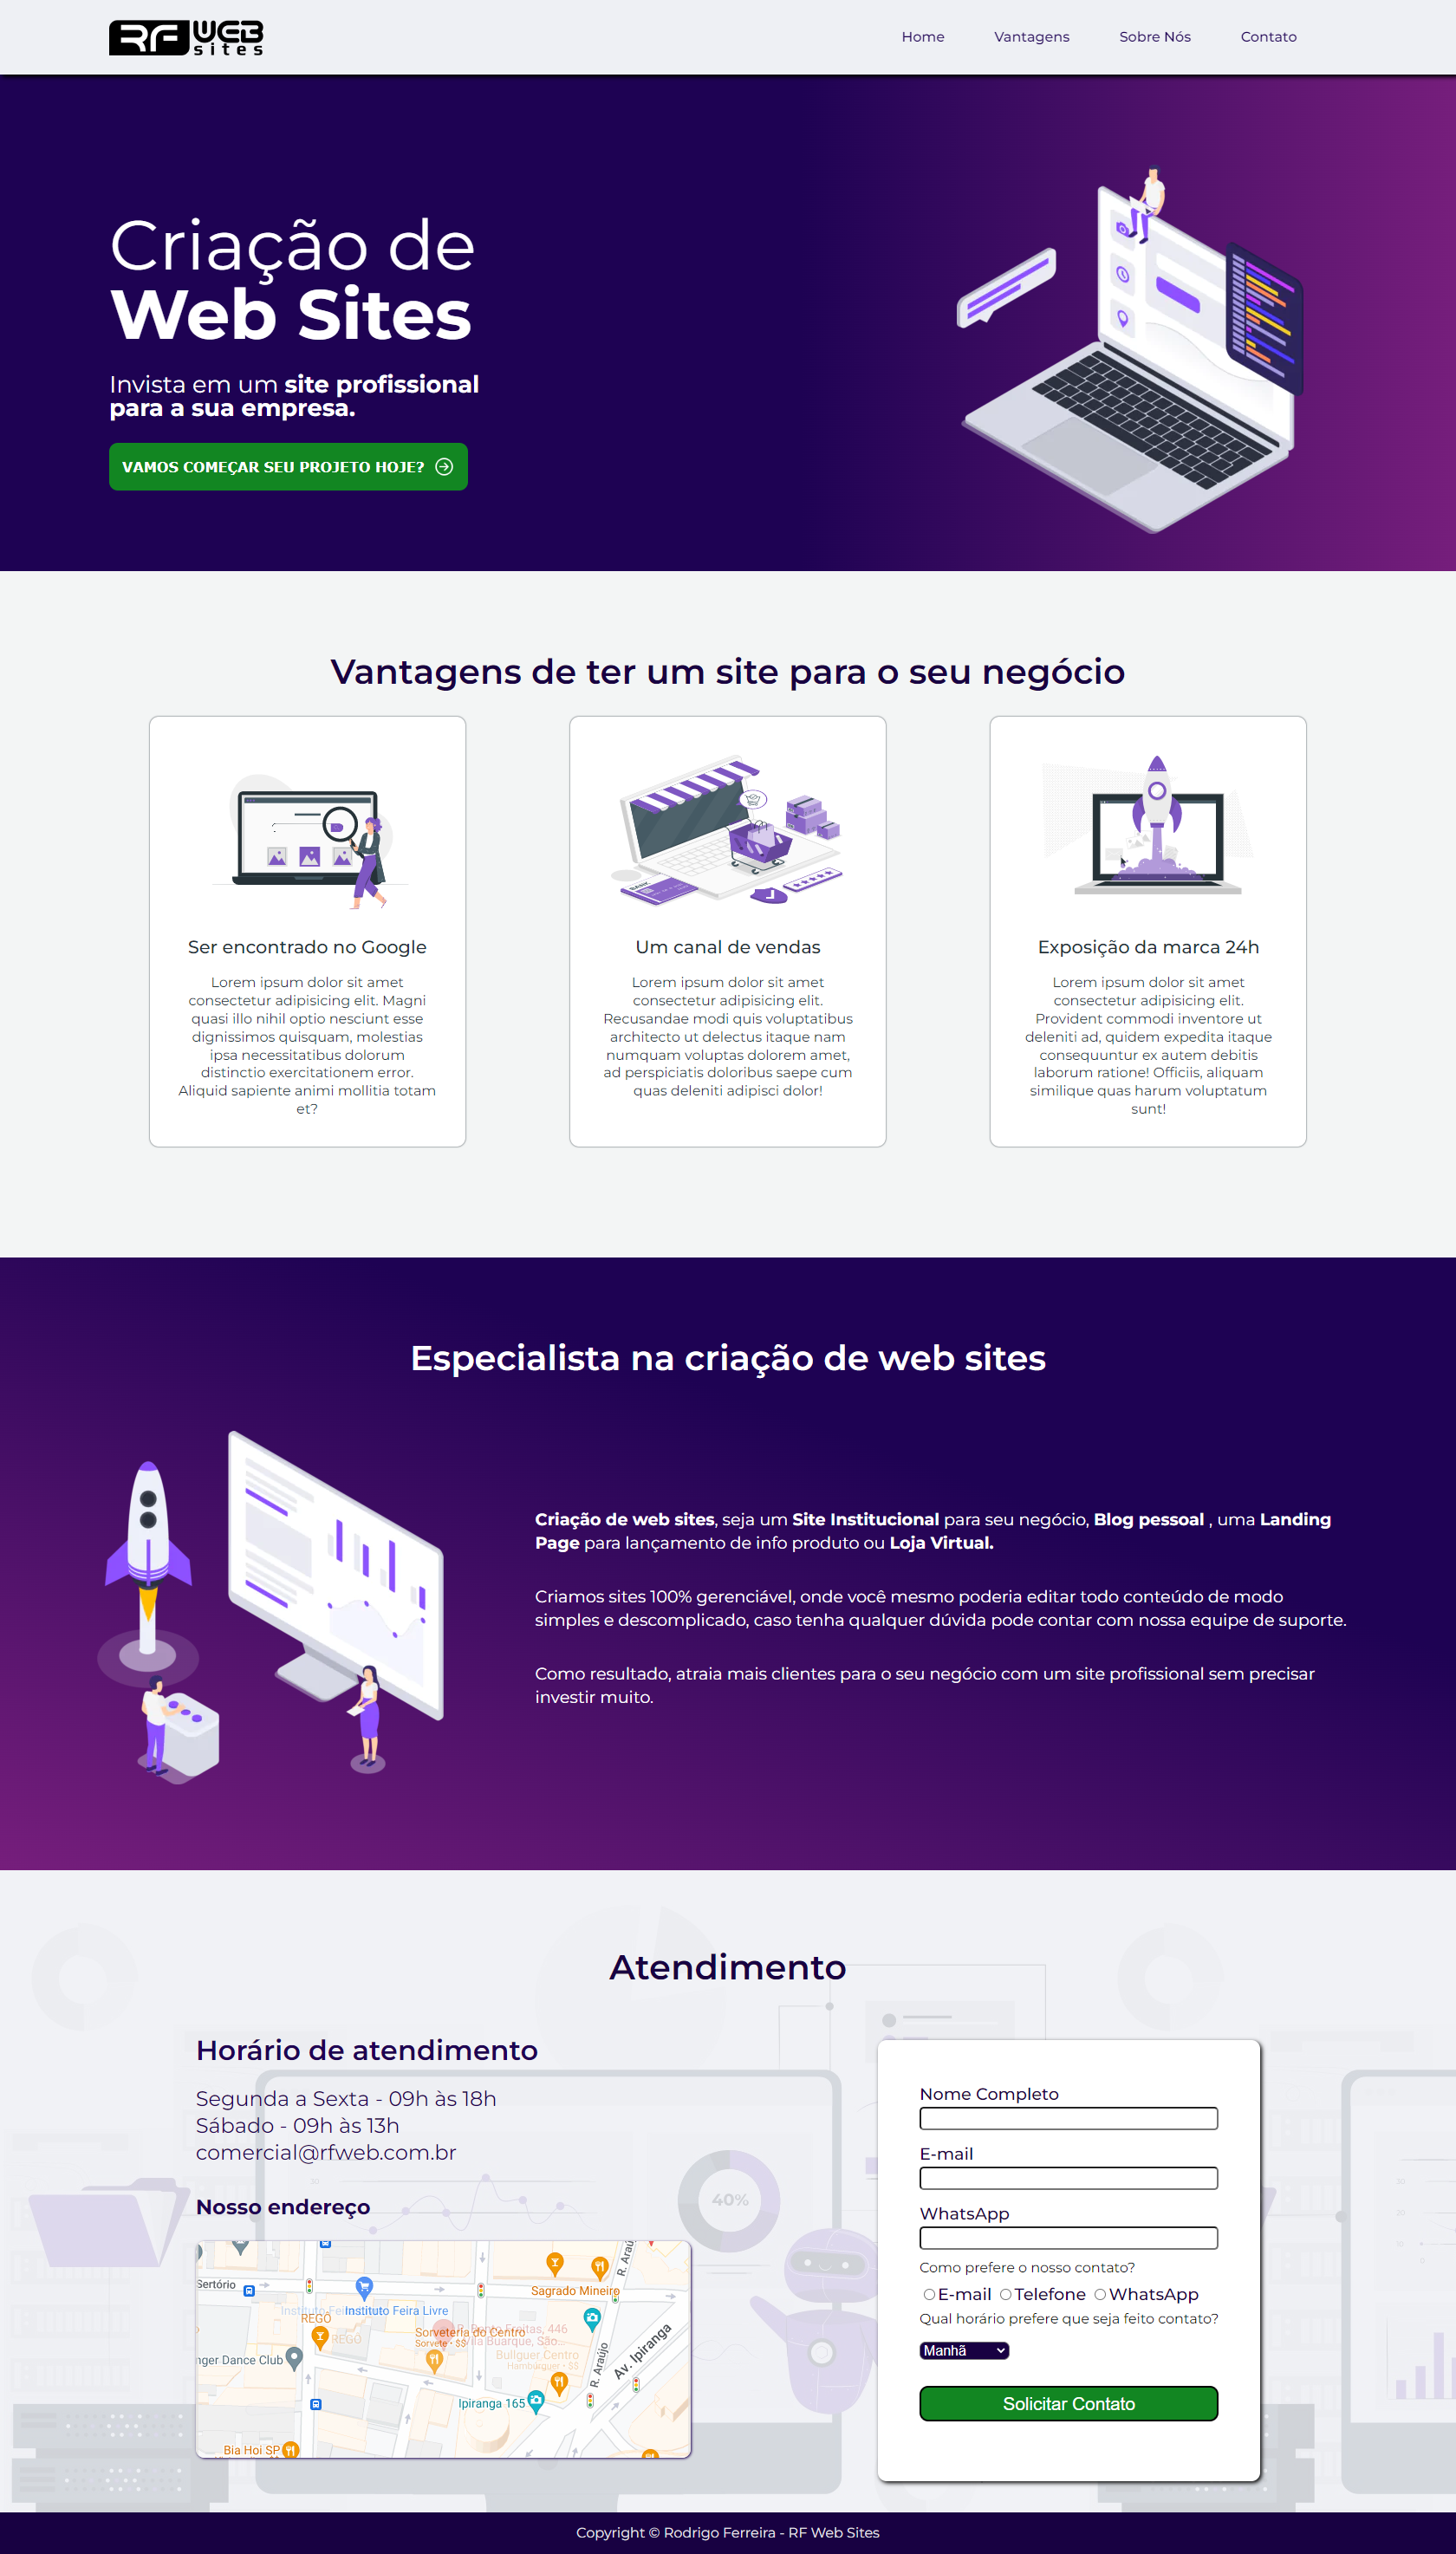 RF WEB sites
Home
Vantagens
Sobre Nós
Contato
Criação de
Web Sites
Invista em um site profissional
para a sua empresa.
VAMOS COMEÇAR SEU PROJETO HOJE?
Vantagens de ter um site para o seu negócio
Ser encontrado no Google
Lorem ipsum dolor sit amet
consectetur adipisicing elit. Magni
quasi illo nihil optio nesciunt esse
dignissimos quisquam, molestias
ipsa necessitatibus dolorum
distinctio exercitationem error.
Aliquid sapiente animi mollitia totam
et?
Um canal de vendas
Lorem ipsum dolor sit amet
consectetur adipisicing elit.
Recusandae modi quis voluptatibus
architecto ut delectus itaque nam
numquam voluptas dolorem amet,
ad perspiciatis doloribus saepe cum
quas deleniti adipisci dolor!
Exposição da marca 24h
Lorem ipsum dolor sit amet
consectetur adipisicing elit.
Provident commodi inventore ut
deleniti ad, quidem expedita itaque
consequuntur ex autem debitis
laborum ratione! Officiis, aliquam
similique quas harum voluptatum
sunt!
Especialista na criação de web sites
Criação de web sites, seja um Site Institucional para seu negócio, Blog pessoal , uma Landing
Page para lançamento de info produto ou Loja Virtual.
Criamos sites 100% gerenciável, onde você mesmo poderia editar todo conteúdo de modo
simples e descomplicado, caso tenha qualquer dúvida pode contar com nossa equipe de suporte.
Como resultado, atraia mais clientes para o seu negócio com um site profissional sem precisar
investir muito.
Atendimento
Horário de atendimento
Segunda a Sexta - 09h às 18h
Sábado - 09h às 13h
comercial@rfweb.com.br
Nosso endereço
40%
Sertório
Instituto Feira Livre
REGÔ
nger Dance Club
Bia Hoi SP
Sagrado Mineiro
Sorveteria do Centro
Sorvete • $$
Freitas, 446
Vila Buarque, São...
Bullguer Centro
Hambúrguer • $$
Ipiranga 165
R. Araújo
Av. Ipiranga
Nome Completo
E-mail
WhatsApp
Como prefere o nosso contato?
E-mail Telefone WhatsApp
Qual horário prefere que seja feito contato?
Manhã
Solicitar Contato
Copyright © Rodrigo Ferreira - RF Web Sites